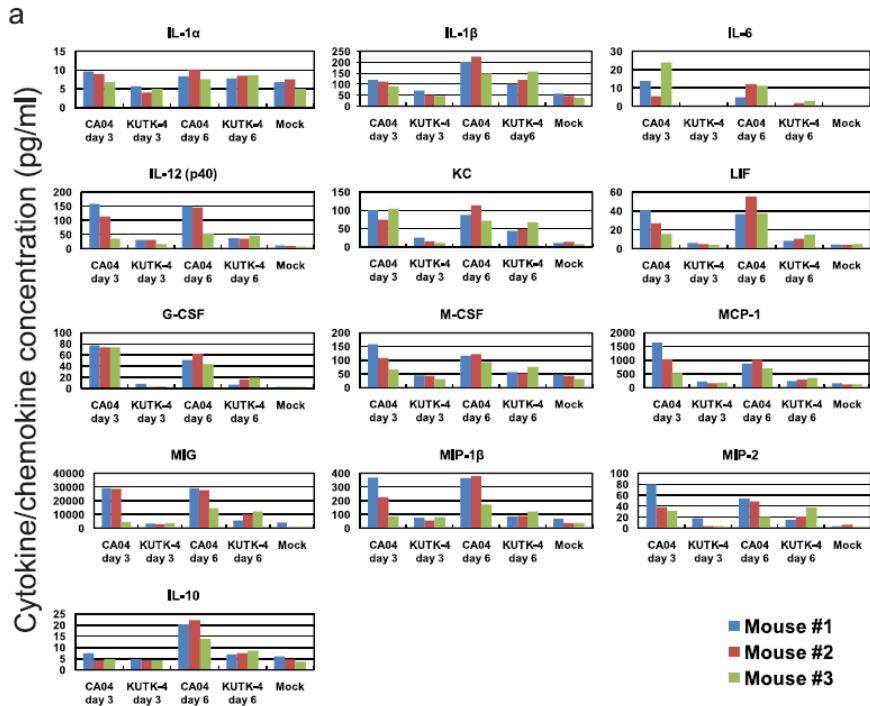 a
Cytokine/chemokine concentration (pg/ml)
IL-1α
15
10
5
0
CA04 day 3
KUTK-4 day 3
CA04 day 6
KUTK-4 day 6
Mock
IL-1β
250
200
150
100
50
0
CA04 day 3
KUTK-4 day 3
CA04 day 6
KUTK-4 day6
Mock
IL-6
30
20
10
0
CA04 day 3
KUTK-4 day 3
CA04 day 6
KUTK-4 day 6
Mock
IL-12 (p40)
200
150
100
50
0
CA04 day 3
KUTK-4 day 3
CA04 day 6
KUTK-4 day 6
Mock
KC
150
100
50
0
CA04 day 3
KUTK-4 day 3
CA04 day 6
KUTK-4 day 6
Mock
LIF
60
40
20
0
CA04 day 3
KUTK-4 day 3
CA04 day 6
KUTK-4 day 6
Mock
G-CSF
100
80
60
40
20
0
CA04 day 3
KUTK-4 day 3
CA04 day 6
KUTK-4 day 6
Mock
M-CSF
200
150
100
50
0
CA04 day 3
KUTK-4 day 3
CA04 day 6
KUTK-4 day 6
Mock
MCP-1
2000
1500
1000
500
0
CA04 day 3
KUTK-4 day 3
CA04 day 6
KUTK-4 day 6
Mock
MIG
40000
30000
20000
10000
0
CA04 day 3
KUTK-4 day 3
CA04 day 6
KUTK-4 day 6
Mock
MIP-1β
400
300
200
100
0
CA04 day 3
KUTK-4 day 3
CA04 day 6
KUTK-4 day 6
Mock
MIP-2
100
80
60
40
20
0
CA04 day 3
KUTK-4 day 3
CA04 day 6
KUTK-4 day 6
Mock
IL-10
25
20
15
10
5
0
CA04 day 3
KUTK-4 day 3
CA04 day 6
KUTK-4 day 6
Mock
Mouse #1
Mouse #2
Mouse #3